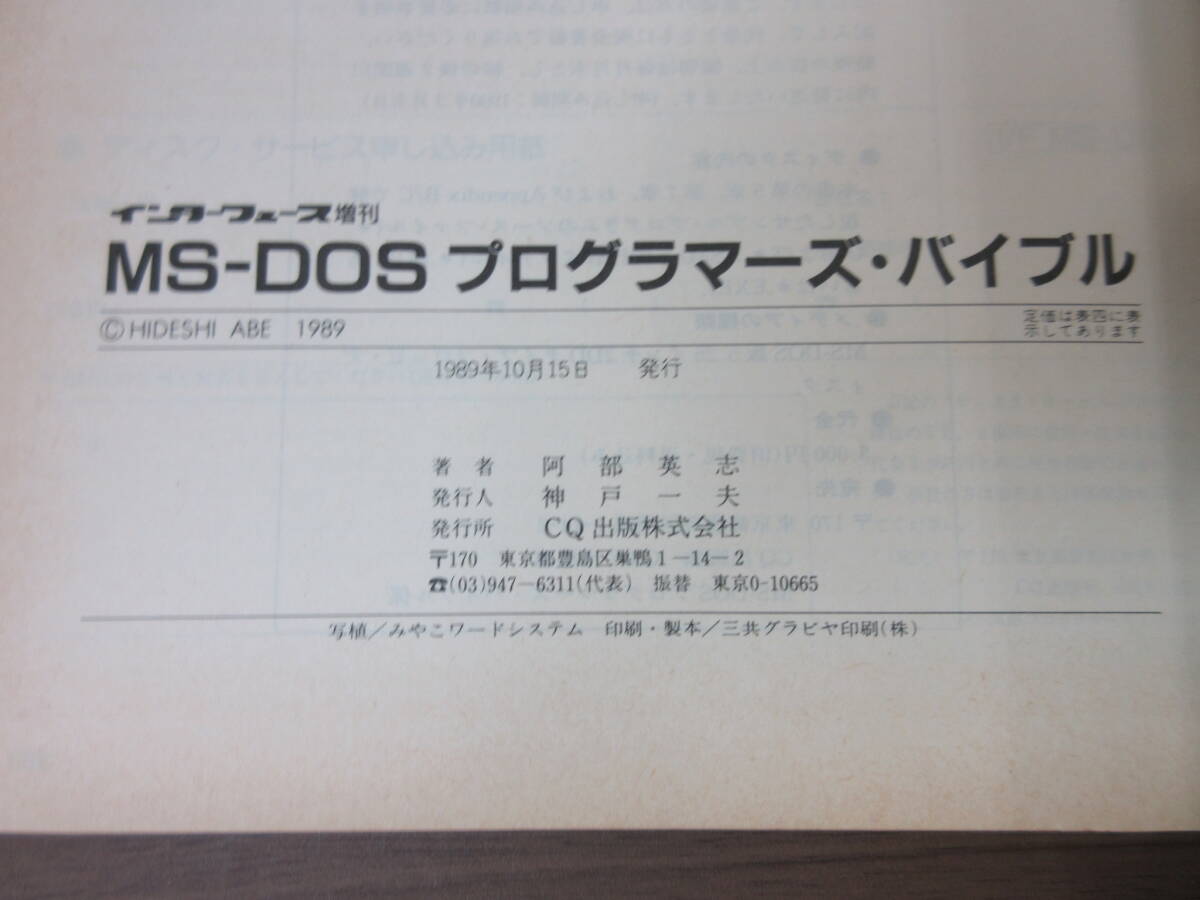 インターフェース増刊
MS-DOS プログラマーズ・バイブル
©HIDESHI ABE 1989
定価は表四に表
示してあります
1989年10月15日 発行
著者 阿部英志
発行人 神戸一夫
発行所 CQ出版株式会社
〒170 東京都豊島区巣鴨1-14-2
☎(03)947-6311(代表) 振替 東京0-10665
写植/みやこワードシステム 印刷・製本/三共グラビヤ印刷(株)